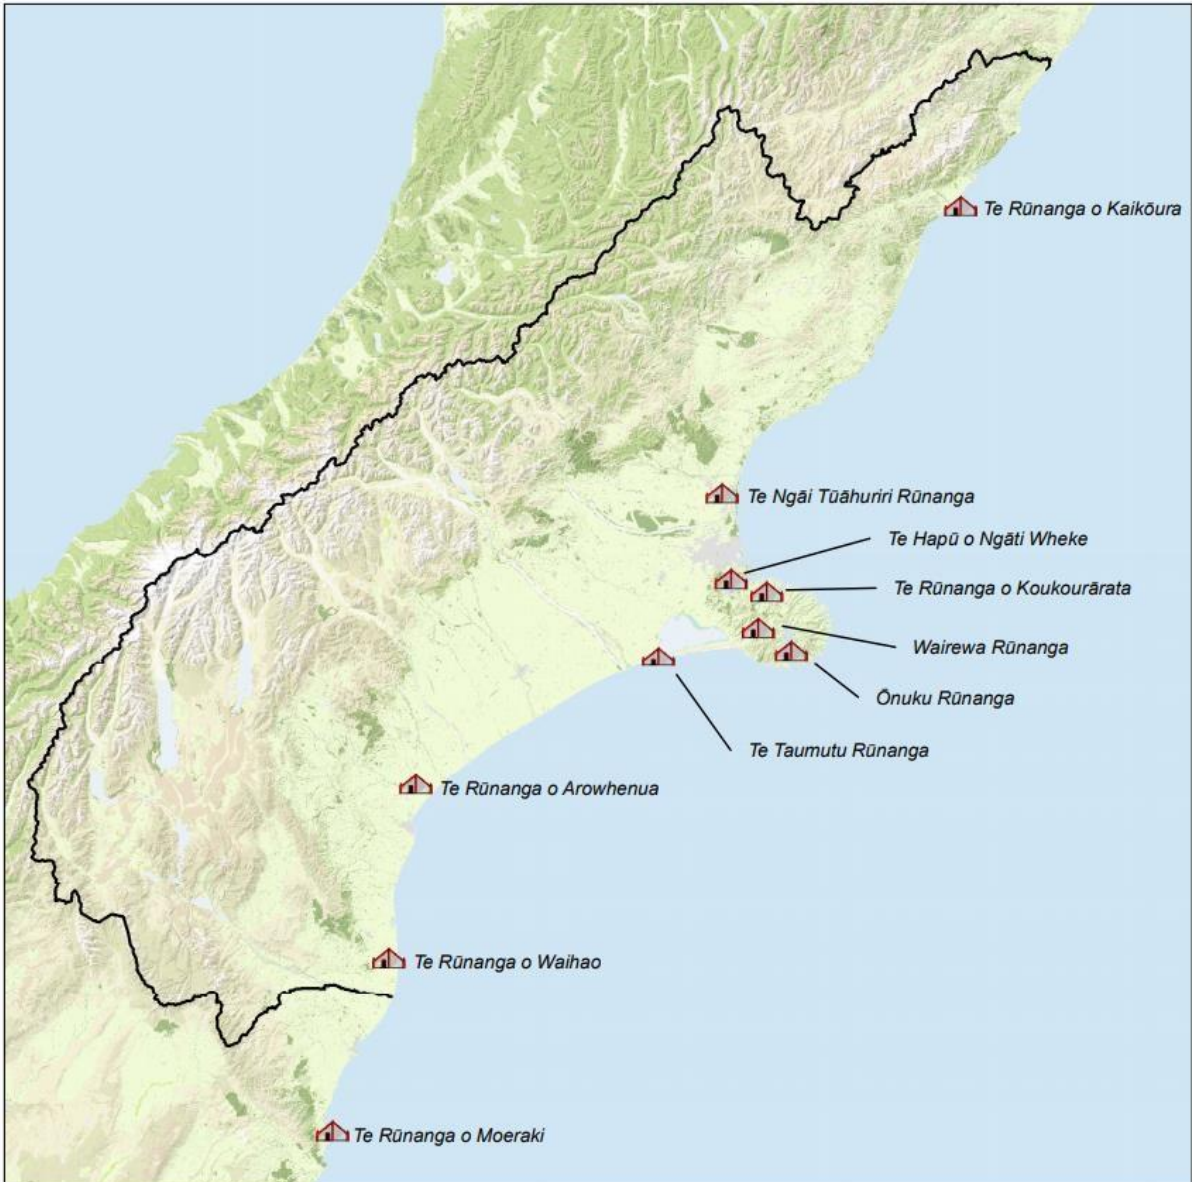 Te Rūnanga o Kaikōura
Te Ngāi Tūāhuriri Rūnanga
Te Hapū o Ngāti Wheke
Te Rūnanga o Koukourārata
Wairewa Rūnanga
Ōnuku Rūnanga
Te Taumutu Rūnanga
Te Rūnanga o Arowhenua
Te Rūnanga o Waihao
Te Rūnanga o Moeraki